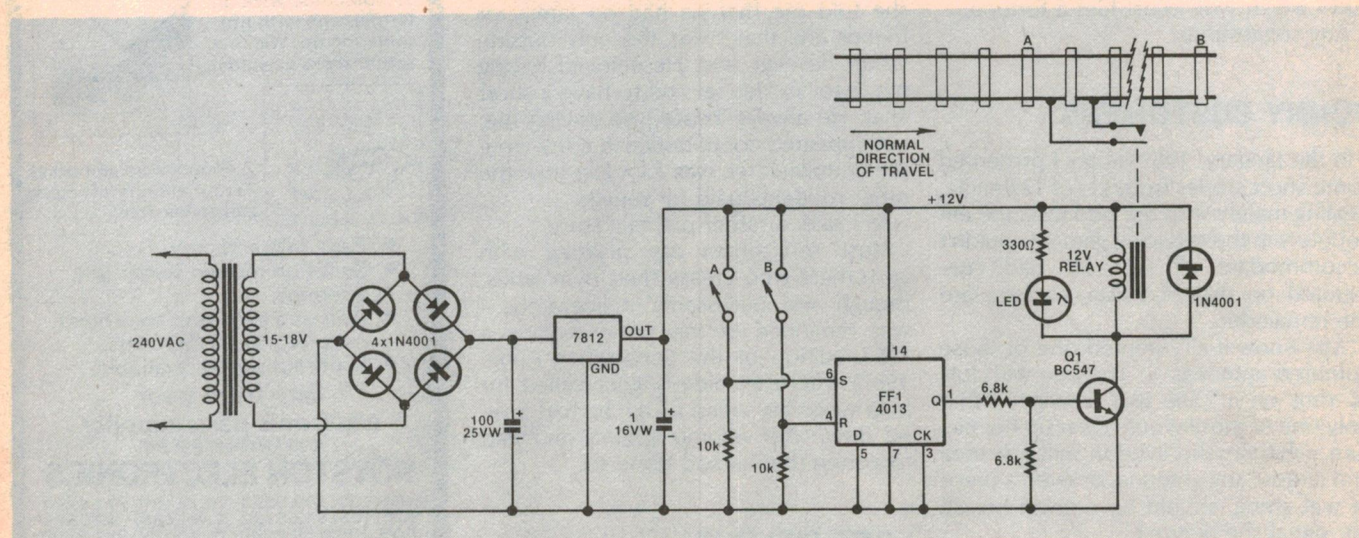 A
B
NORMAL
DIRECTION
OF TRAVEL
+12V
240VAC
15-18V
4x1N4001
7812
OUT
GND
100
25VW
+
-
1
16VW
+
-
A
B
10k
10k
6
S
4
R
14
FF1
4013
Q
1
D
CK
5
7
3
6.8k
6.8k
330Ω
LED
12V
RELAY
1N4001
Q1
BC547